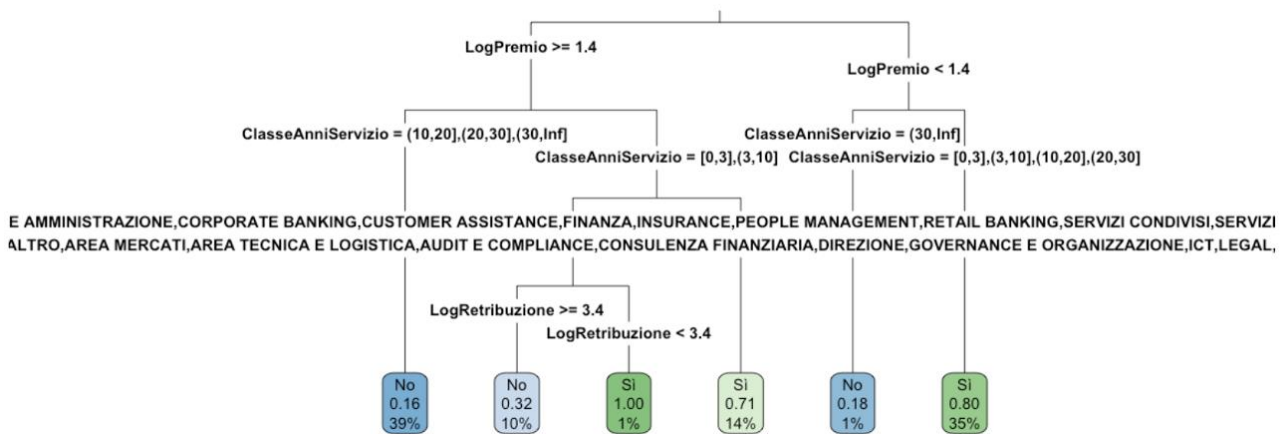 LogPremio >= 1.4
LogPremio < 1.4
ClasseAnniServizio = (10,20],(20,30],(30,Inf]
ClasseAnniServizio = (30,Inf]
ClasseAnniServizio = [0,3],(3,10]
ClasseAnniServizio = [0,3],(3,10],(10,20],(20,30]
E AMMINISTRAZIONE,CORPORATE BANKING,CUSTOMER ASSISTANCE,FINANZA,INSURANCE,PEOPLE MANAGEMENT,RETAIL BANKING,SERVIZI CONDIVISI,SERVIZI
ALTRO,AREA MERCATI,AREA TECNICA E LOGISTICA,AUDIT E COMPLIANCE,CONSULENZA FINANZIARIA,DIREZIONE,GOVERNANCE E ORGANIZZAZIONE,ICT,LEGAL,
LogRetribuzione >= 3.4
LogRetribuzione < 3.4
No
0.16
39%
No
0.32
10%
Sì
1.00
1%
Sì
0.71
14%
No
0.18
1%
Sì
0.80
35%